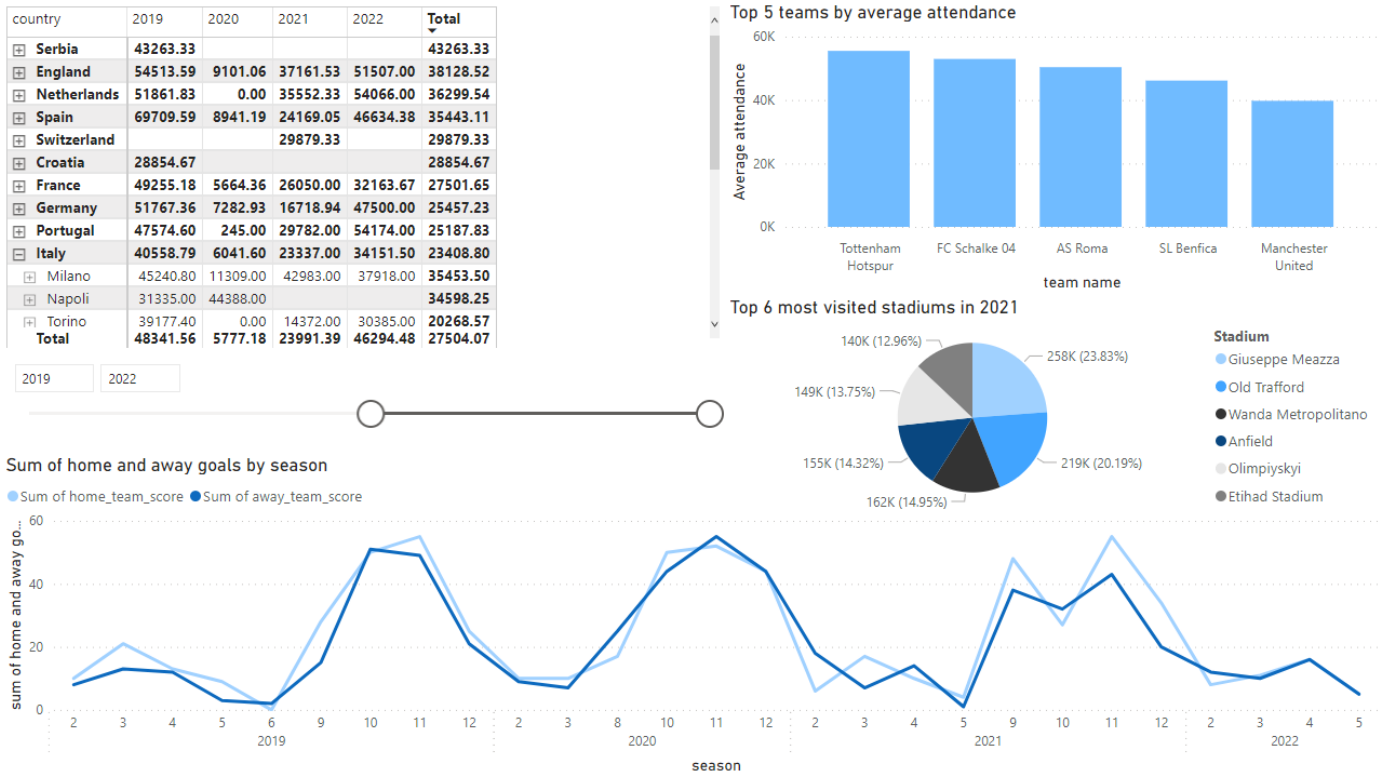 country 2019 2020 2021 2022 Total
Serbia 43263.33 43263.33
England 54513.59 9101.06 37161.53 51507.00 38128.52
Netherlands 51861.83 0.00 35552.33 54066.00 36299.54
Spain 69709.59 8941.19 24169.05 46634.38 35443.11
Switzerland 29879.33 29879.33
Croatia 28854.67 28854.67
France 49255.18 5664.36 26050.00 32163.67 27501.65
Germany 51767.36 7282.93 16718.94 47500.00 25457.23
Portugal 47574.60 245.00 29782.00 54174.00 25187.83
Italy 40558.79 6041.60 23337.00 34151.50 23408.80
Milano 45240.80 11309.00 42983.00 37918.00 35453.50
Napoli 31335.00 44388.00 34598.25
Torino 39177.40 0.00 14372.00 30385.00 20268.57
Total 48341.56 5777.18 23991.39 46294.48 27504.07
2019 2022
Top 5 teams by average attendance
Average attendance
60K
40K
20K
0K
Tottenham Hotspur
FC Schalke 04
AS Roma
SL Benfica
Manchester United
team name
Top 6 most visited stadiums in 2021
140K (12.96%)
258K (23.83%)
149K (13.75%)
155K (14.32%)
219K (20.19%)
162K (14.95%)
Stadium
Giuseppe Meazza
Old Trafford
Wanda Metropolitano
Anfield
Olimpiyskyi
Etihad Stadium
Sum of home and away goals by season
Sum of home_team_score Sum of away_team_score
sum of home and away go...
60
40
20
0
2 3 4 5 6 9 10 11 12 2 3 8 10 11 12 2 3 4 5 9 10 11 12 2 3 4 5
2019 2020 2021 2022
season